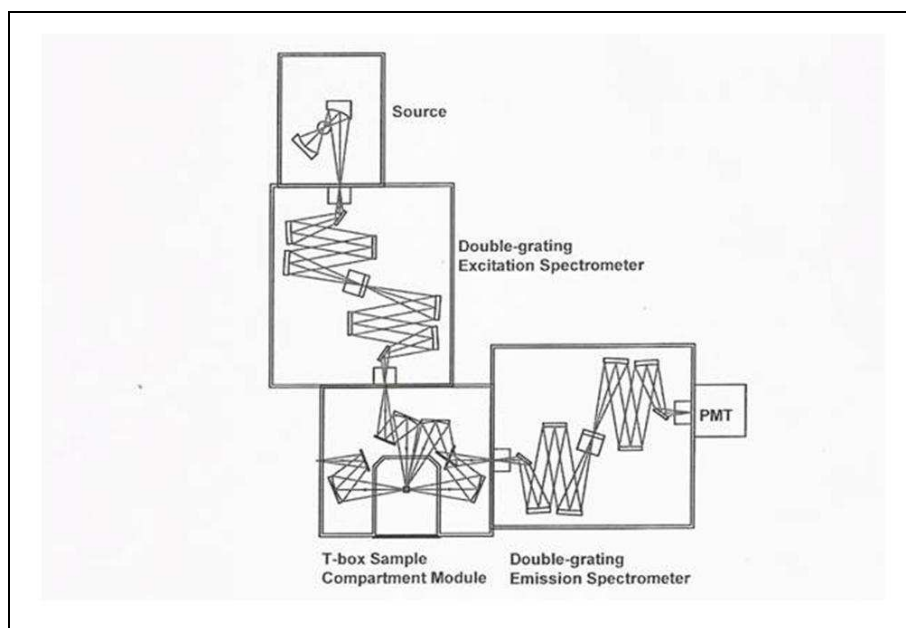 Source
Double-grating
Excitation Spectrometer
PMT
T-box Sample
Compartment Module
Double-grating
Emission Spectrometer